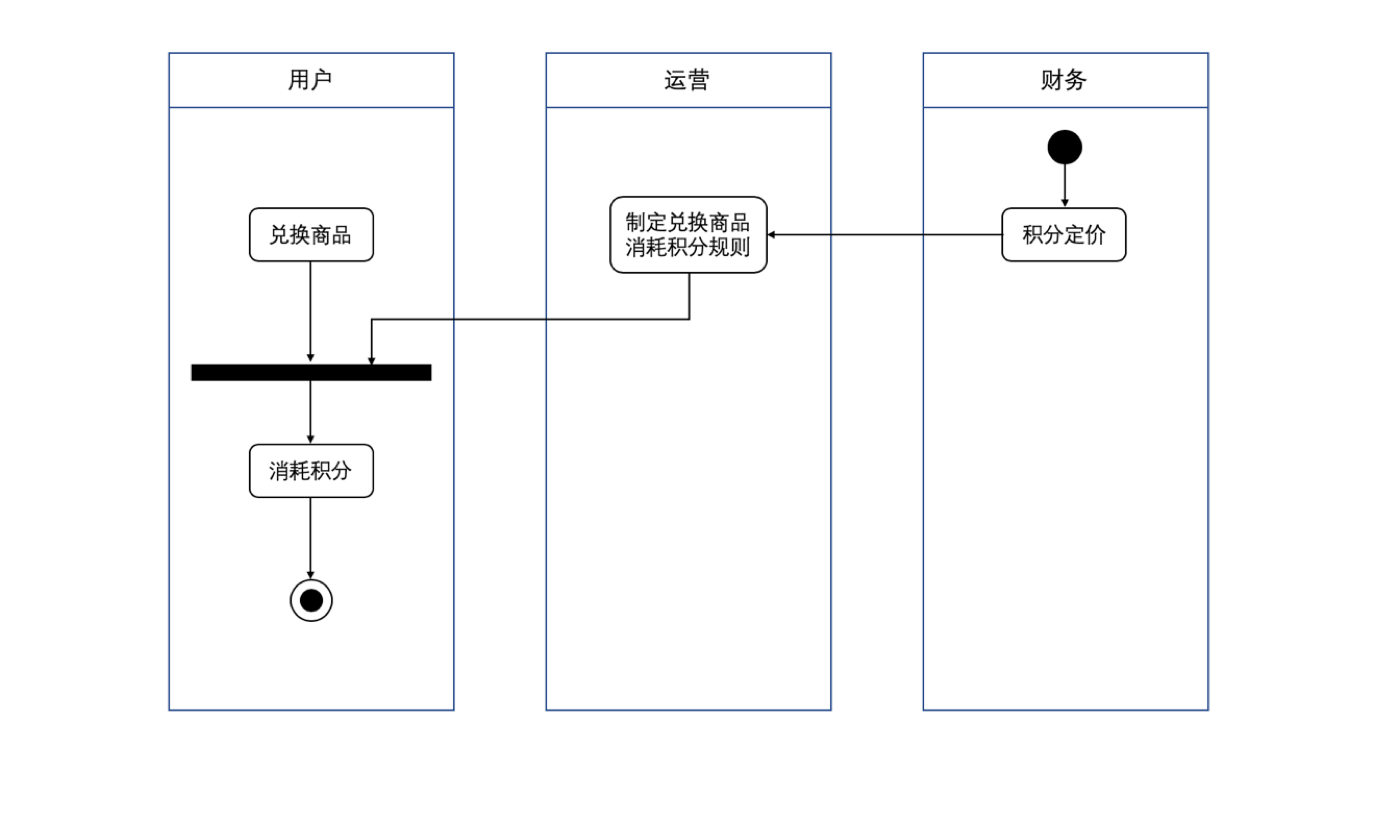 用户
运营
财务
兑换商品
制定兑换商品
消耗积分规则
积分定价
消耗积分